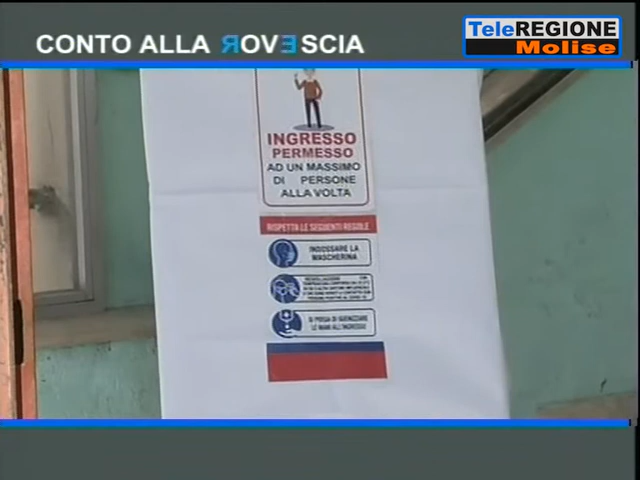 CONTO ALLA ROVESCIA
TeleREGIONE
Molise
INGRESSO
PERMESSO
AD UN MASSIMO
DI PERSONE
ALLA VOLTA
RISPETTA LE SEGUENTI REGOLE
INDOSSARE LA
MASCHERINA
SI PREGA DI IGIENIZZARE
LE MANI ALL'INGRESSO